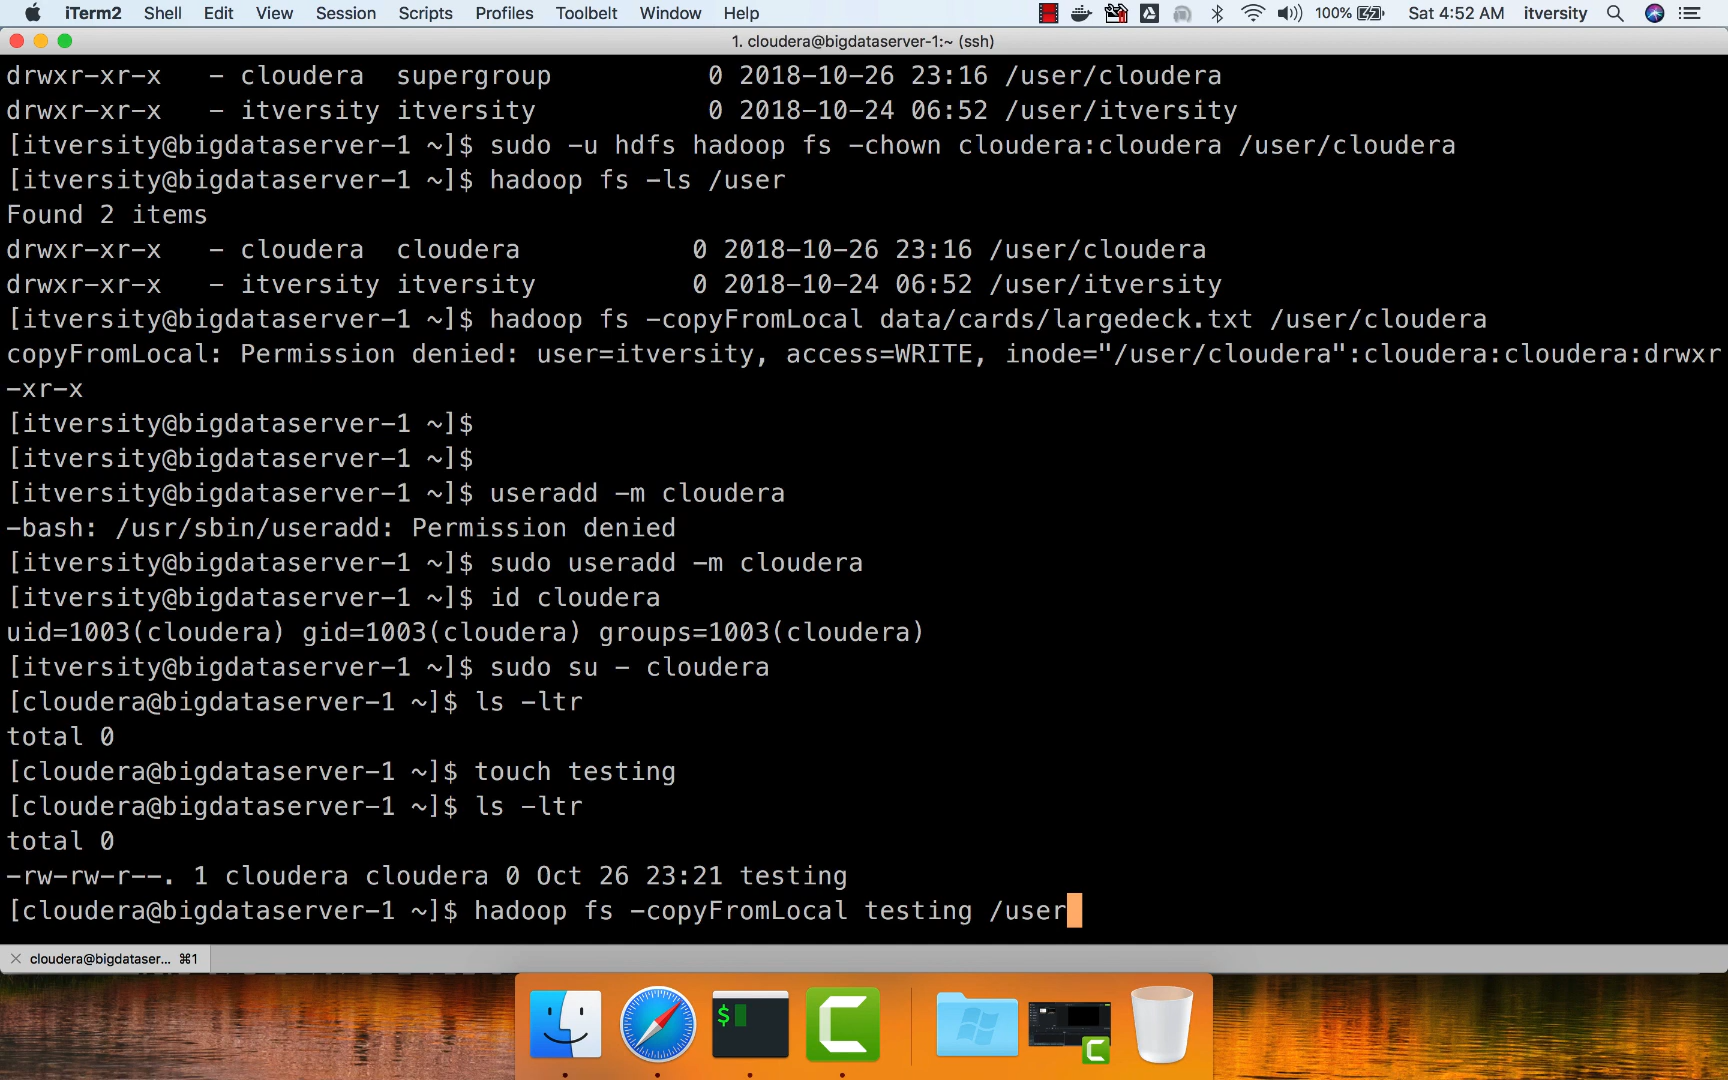 iTerm2 Shell Edit View Session Scripts Profiles Toolbelt Window Help 100% Sat 4:52 AM itversity
1. cloudera@bigdataserver-1:~ (ssh)
drwxr-xr-x   - cloudera  supergroup          0 2018-10-26 23:16 /user/cloudera
drwxr-xr-x   - itversity itversity           0 2018-10-24 06:52 /user/itversity
[itversity@bigdataserver-1 ~]$ sudo -u hdfs hadoop fs -chown cloudera:cloudera /user/cloudera
[itversity@bigdataserver-1 ~]$ hadoop fs -ls /user
Found 2 items
drwxr-xr-x   - cloudera  cloudera           0 2018-10-26 23:16 /user/cloudera
drwxr-xr-x   - itversity itversity          0 2018-10-24 06:52 /user/itversity
[itversity@bigdataserver-1 ~]$ hadoop fs -copyFromLocal data/cards/largedeck.txt /user/cloudera
copyFromLocal: Permission denied: user=itversity, access=WRITE, inode="/user/cloudera":cloudera:cloudera:drwxr
-xr-x
[itversity@bigdataserver-1 ~]$
[itversity@bigdataserver-1 ~]$
[itversity@bigdataserver-1 ~]$ useradd -m cloudera
-bash: /usr/sbin/useradd: Permission denied
[itversity@bigdataserver-1 ~]$ sudo useradd -m cloudera
[itversity@bigdataserver-1 ~]$ id cloudera
uid=1003(cloudera) gid=1003(cloudera) groups=1003(cloudera)
[itversity@bigdataserver-1 ~]$ sudo su - cloudera
[cloudera@bigdataserver-1 ~]$ ls -ltr
total 0
[cloudera@bigdataserver-1 ~]$ touch testing
[cloudera@bigdataserver-1 ~]$ ls -ltr
total 0
-rw-rw-r--. 1 cloudera cloudera 0 Oct 26 23:21 testing
[cloudera@bigdataserver-1 ~]$ hadoop fs -copyFromLocal testing /user
cloudera@bigdataser... ⌘1
$